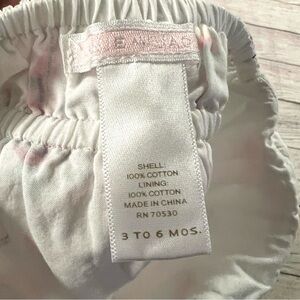 SHELL:
100% COTTON
LINING:
100% COTTON
MADE IN CHINA
RN 70530
3 TO 6 MOS.